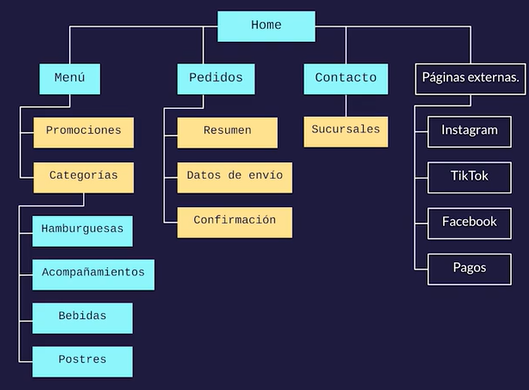 Home
Menú
Pedidos
Contacto
Páginas externas.
Promociones
Categorías
Hamburguesas
Acompañamientos
Bebidas
Postres
Resumen
Datos de envío
Confirmación
Sucursales
Instagram
TikTok
Facebook
Pagos